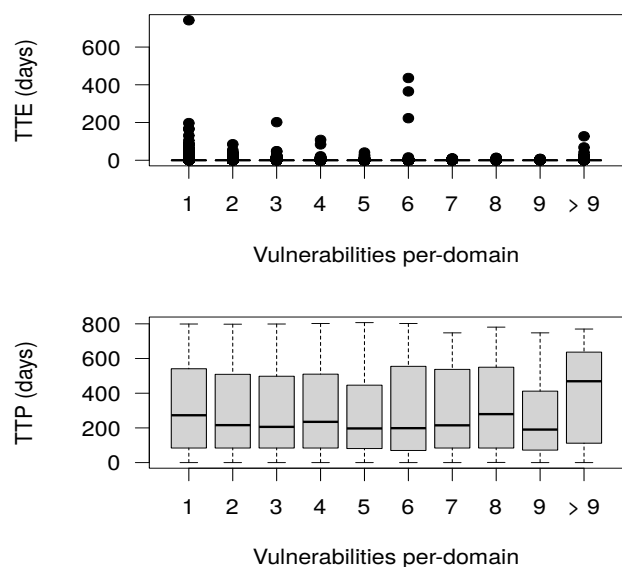 TTE (days)
600
400
200
0
1 2 3 4 5 6 7 8 9 > 9
Vulnerabilities per-domain
TTP (days)
800
600
400
200
0
1 2 3 4 5 6 7 8 9 > 9
Vulnerabilities per-domain